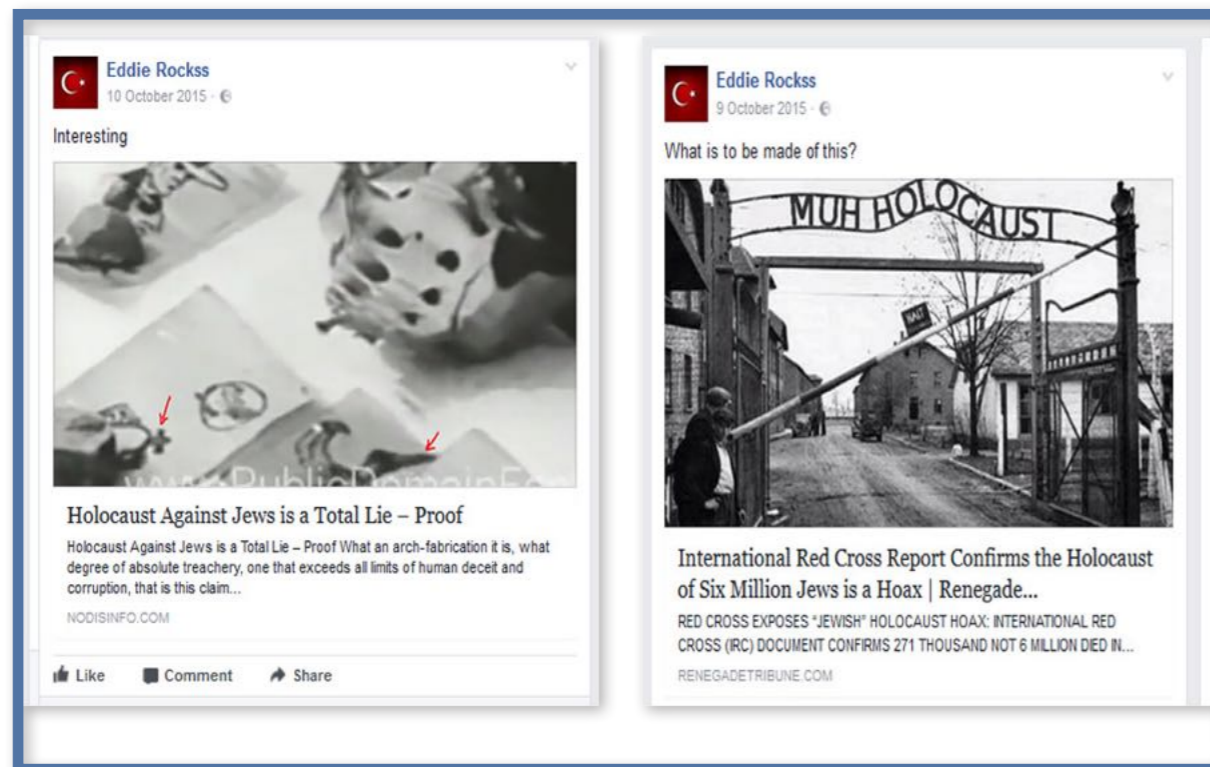 Eddie Rockss
10 October 2015 ·
Interesting
Holocaust Against Jews is a Total Lie – Proof
Holocaust Against Jews is a Total Lie – Proof What an arch-fabrication it is, what
degree of absolute treachery, one that exceeds all limits of human deceit and
corruption, that is this claim...
NODISINFO.COM
Like Comment Share
Eddie Rockss
9 October 2015 ·
What is to be made of this?
MUH HOLOCAUST
HALT
International Red Cross Report Confirms the Holocaust
of Six Million Jews is a Hoax | Renegade...
RED CROSS EXPOSES “JEWISH” HOLOCAUST HOAX: INTERNATIONAL RED
CROSS (IRC) DOCUMENT CONFIRMS 271 THOUSAND NOT 6 MILLION DIED IN...
RENEGADETRIBUNE.COM